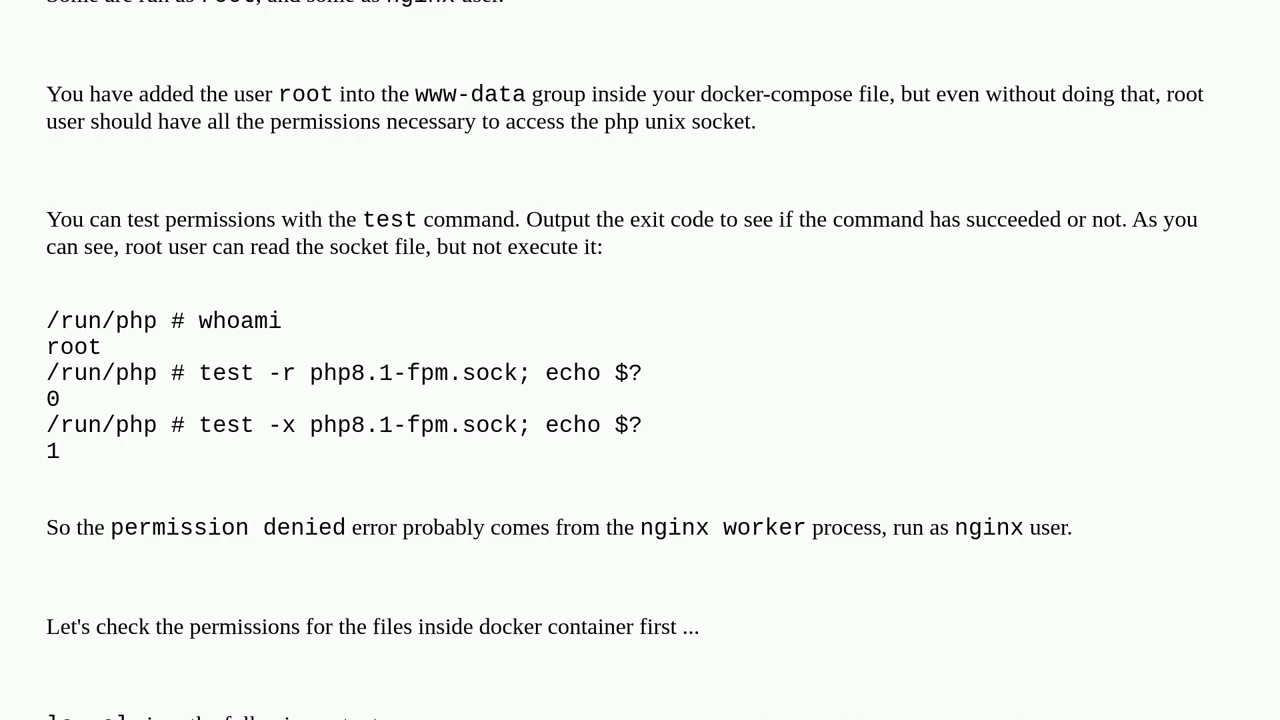 You have added the user root into the www-data group inside your docker-compose file, but even without doing that, root
user should have all the permissions necessary to access the php unix socket.
You can test permissions with the test command. Output the exit code to see if the command has succeeded or not. As you
can see, root user can read the socket file, but not execute it:
/run/php # whoami
root
/run/php # test -r php8.1-fpm.sock; echo $?
0
/run/php # test -x php8.1-fpm.sock; echo $?
1
So the permission denied error probably comes from the nginx worker process, run as nginx user.
Let's check the permissions for the files inside docker container first ...